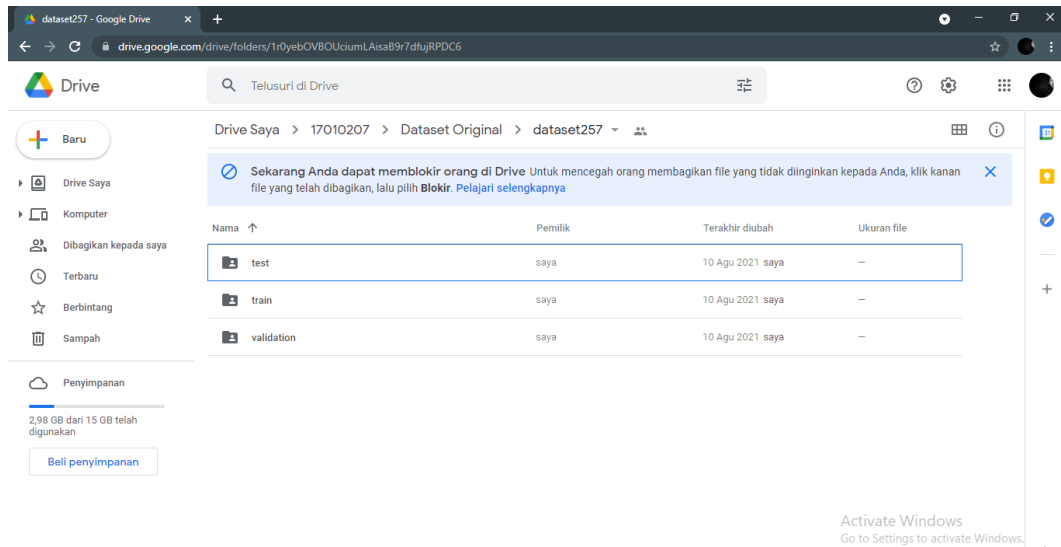 dataset257 - Google Drive
drive.google.com/drive/folders/1r0yebOVBOUciumLAisaB9r7dfujRPDC6
Drive
Telusuri di Drive
Baru
Drive Saya > 17010207 > Dataset Original > dataset257
Sekarang Anda dapat memblokir orang di Drive Untuk mencegah orang membagikan file yang tidak diinginkan kepada Anda, klik kanan
file yang telah dibagikan, lalu pilih Blokir. Pelajari selengkapnya
Drive Saya
Komputer
Dibagikan kepada saya
Terbaru
Berbintang
Sampah
Penyimpanan
2,98 GB dari 15 GB telah
digunakan
Beli penyimpanan
Nama Pemilik Terakhir diubah Ukuran file
test saya 10 Agu 2021 saya —
train saya 10 Agu 2021 saya —
validation saya 10 Agu 2021 saya —
31
Activate Windows
Go to Settings to activate Windows.